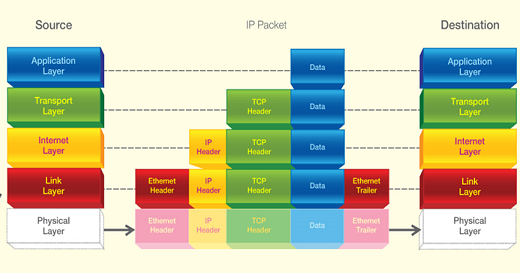 Source
IP Packet
Destination
Application
Layer
Data
Application
Layer
Transport
Layer
TCP
Header
Data
Transport
Layer
Internet
Layer
IP
Header
TCP
Header
Data
Internet
Layer
Link
Layer
Ethernet
Header
IP
Header
TCP
Header
Data
Ethernet
Trailer
Link
Layer
Physical
Layer
Ethernet
Header
IP
Header
TCP
Header
Data
Ethernet
Trailer
Physical
Layer